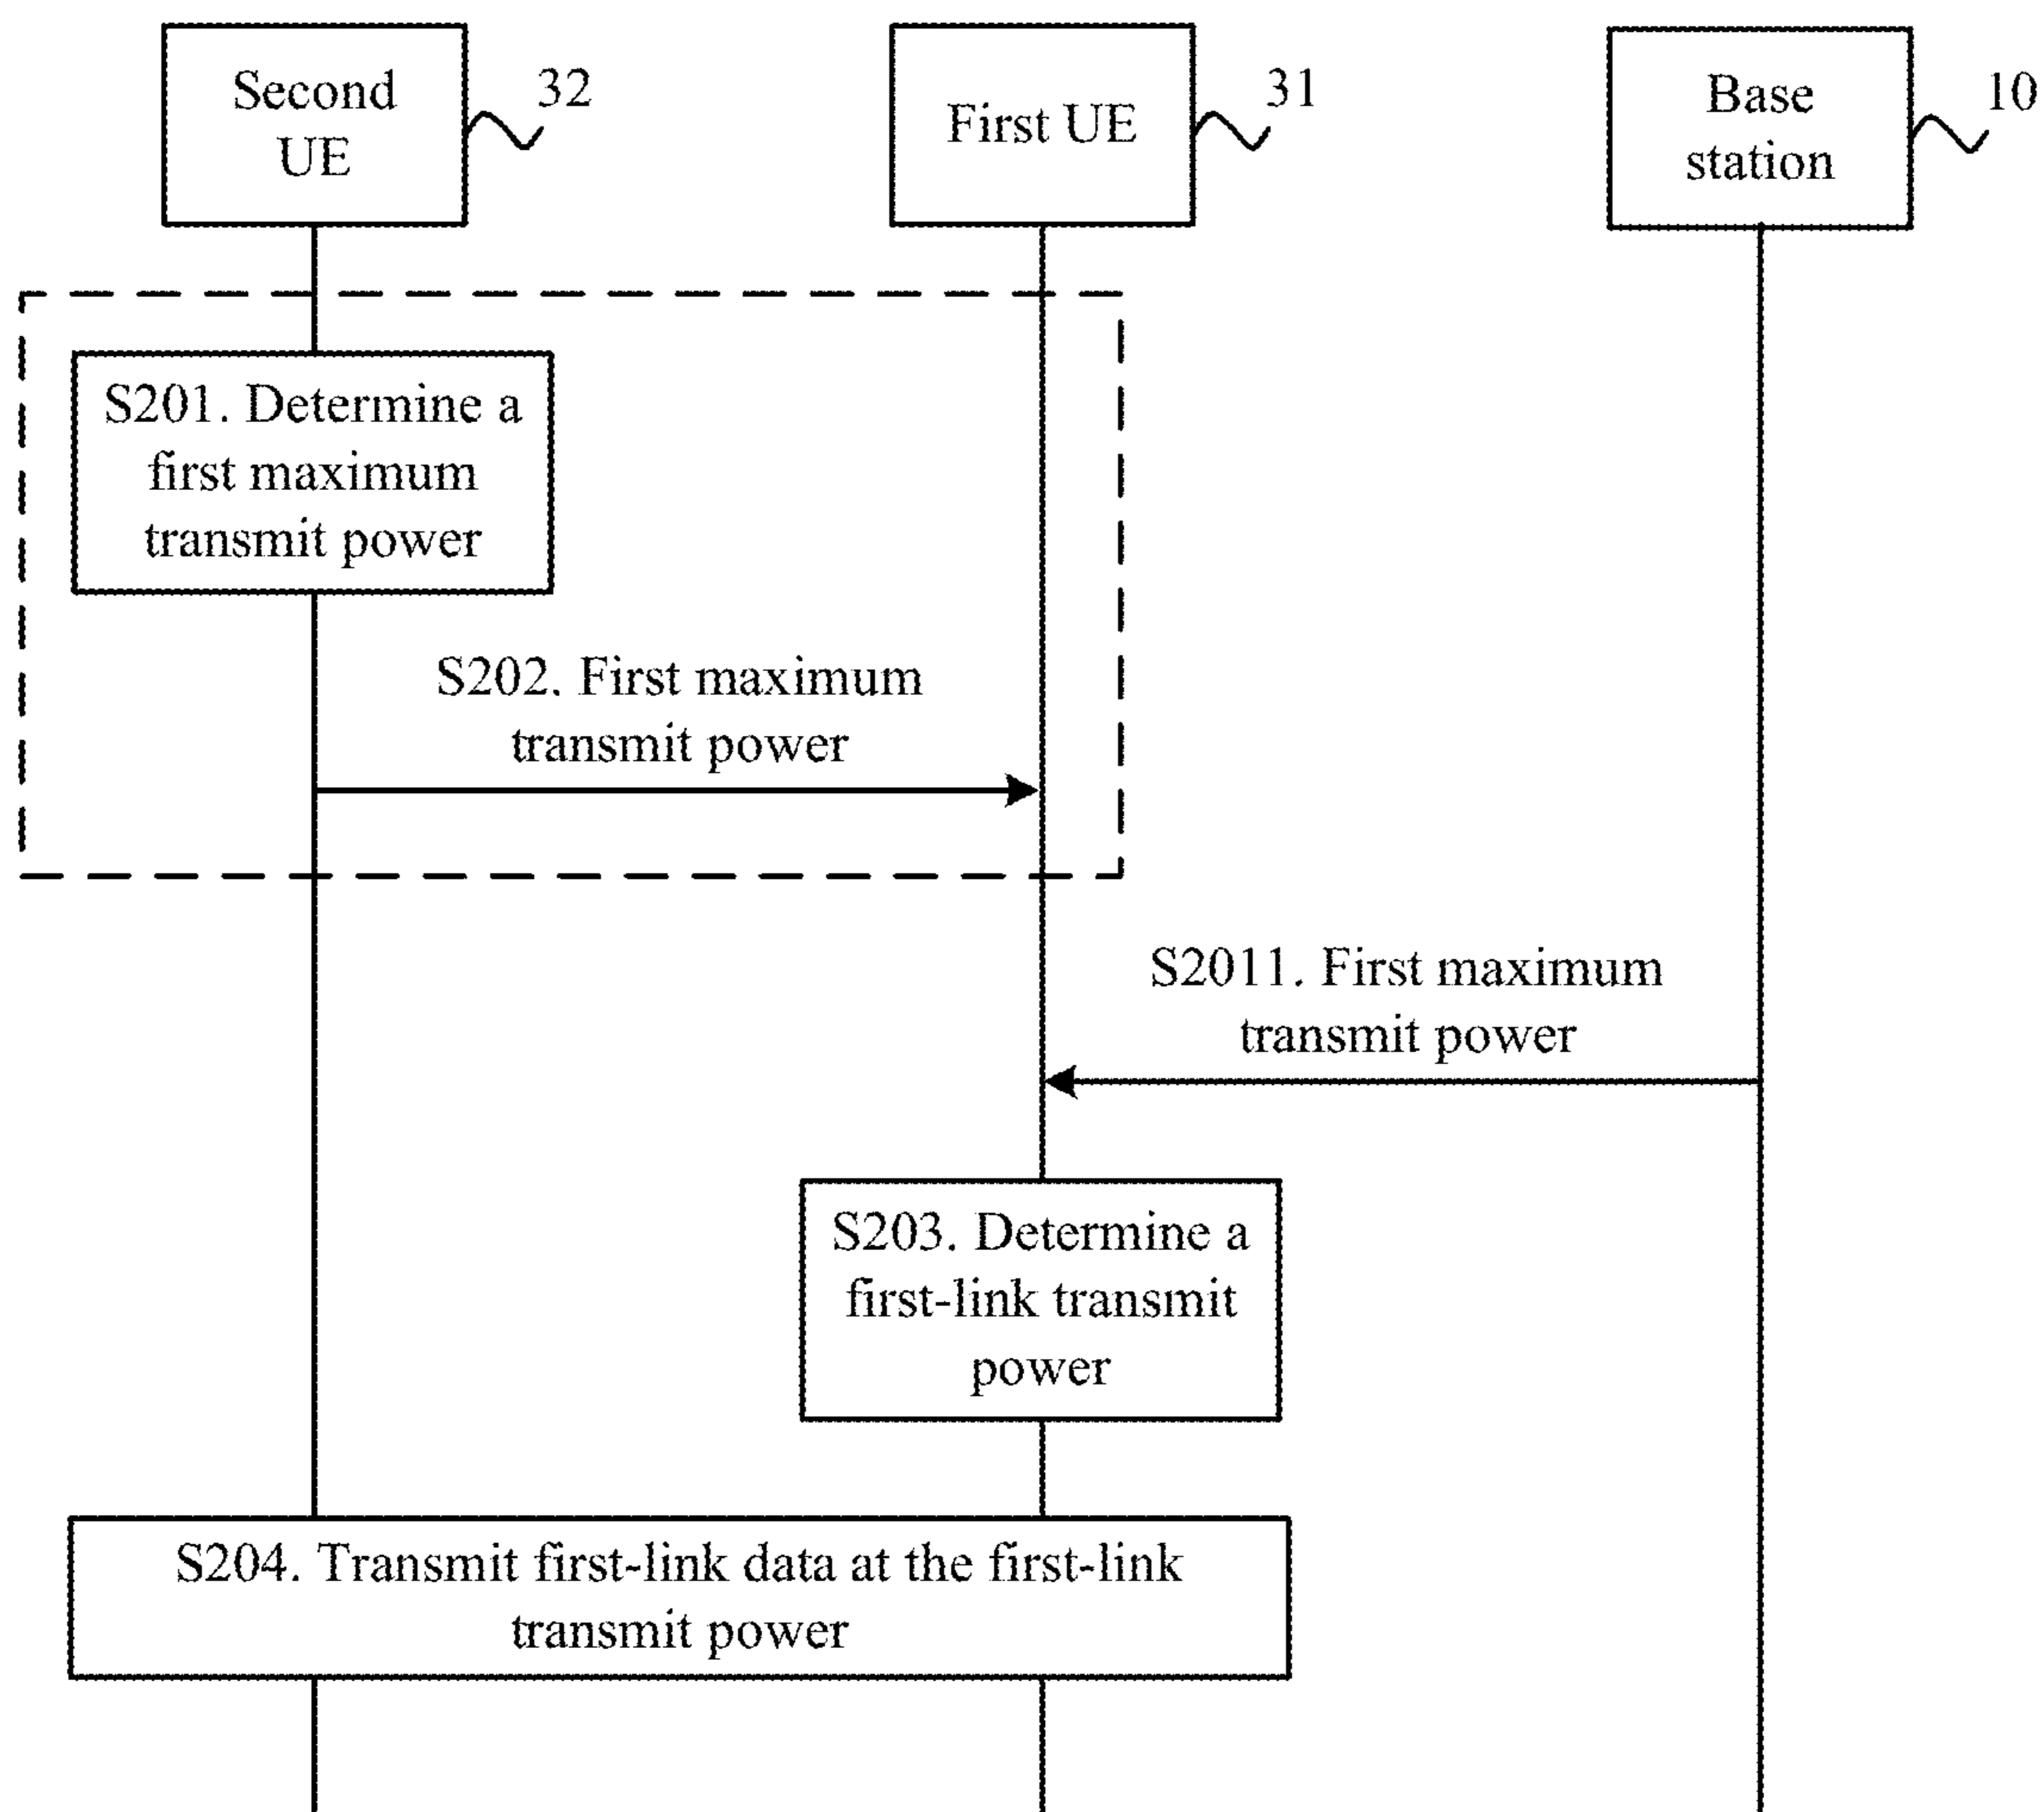 Second
UE
32
First UE
31
Base
station
10
S201. Determine a
first maximum
transmit power
S202. First maximum
transmit power
S2011. First maximum
transmit power
S203. Determine a
first-link transmit
power
S204. Transmit first-link data at the first-link
transmit power